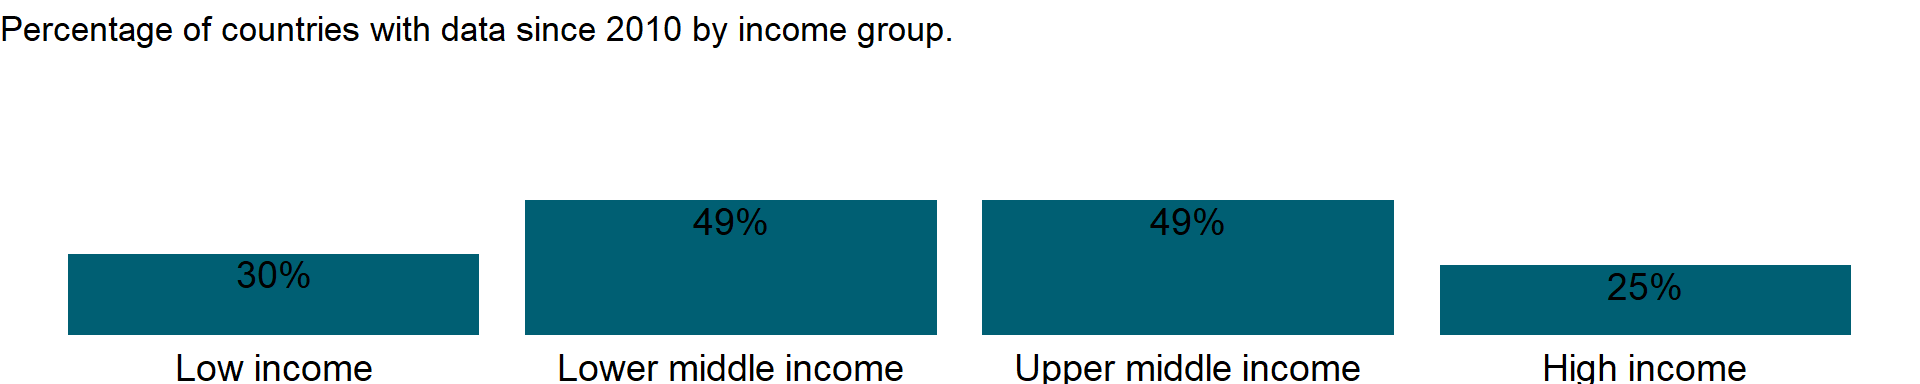 Percentage of countries with data since 2010 by income group.
49% 49%
30% 25%
Low income Lower middle income Upper middle income High income